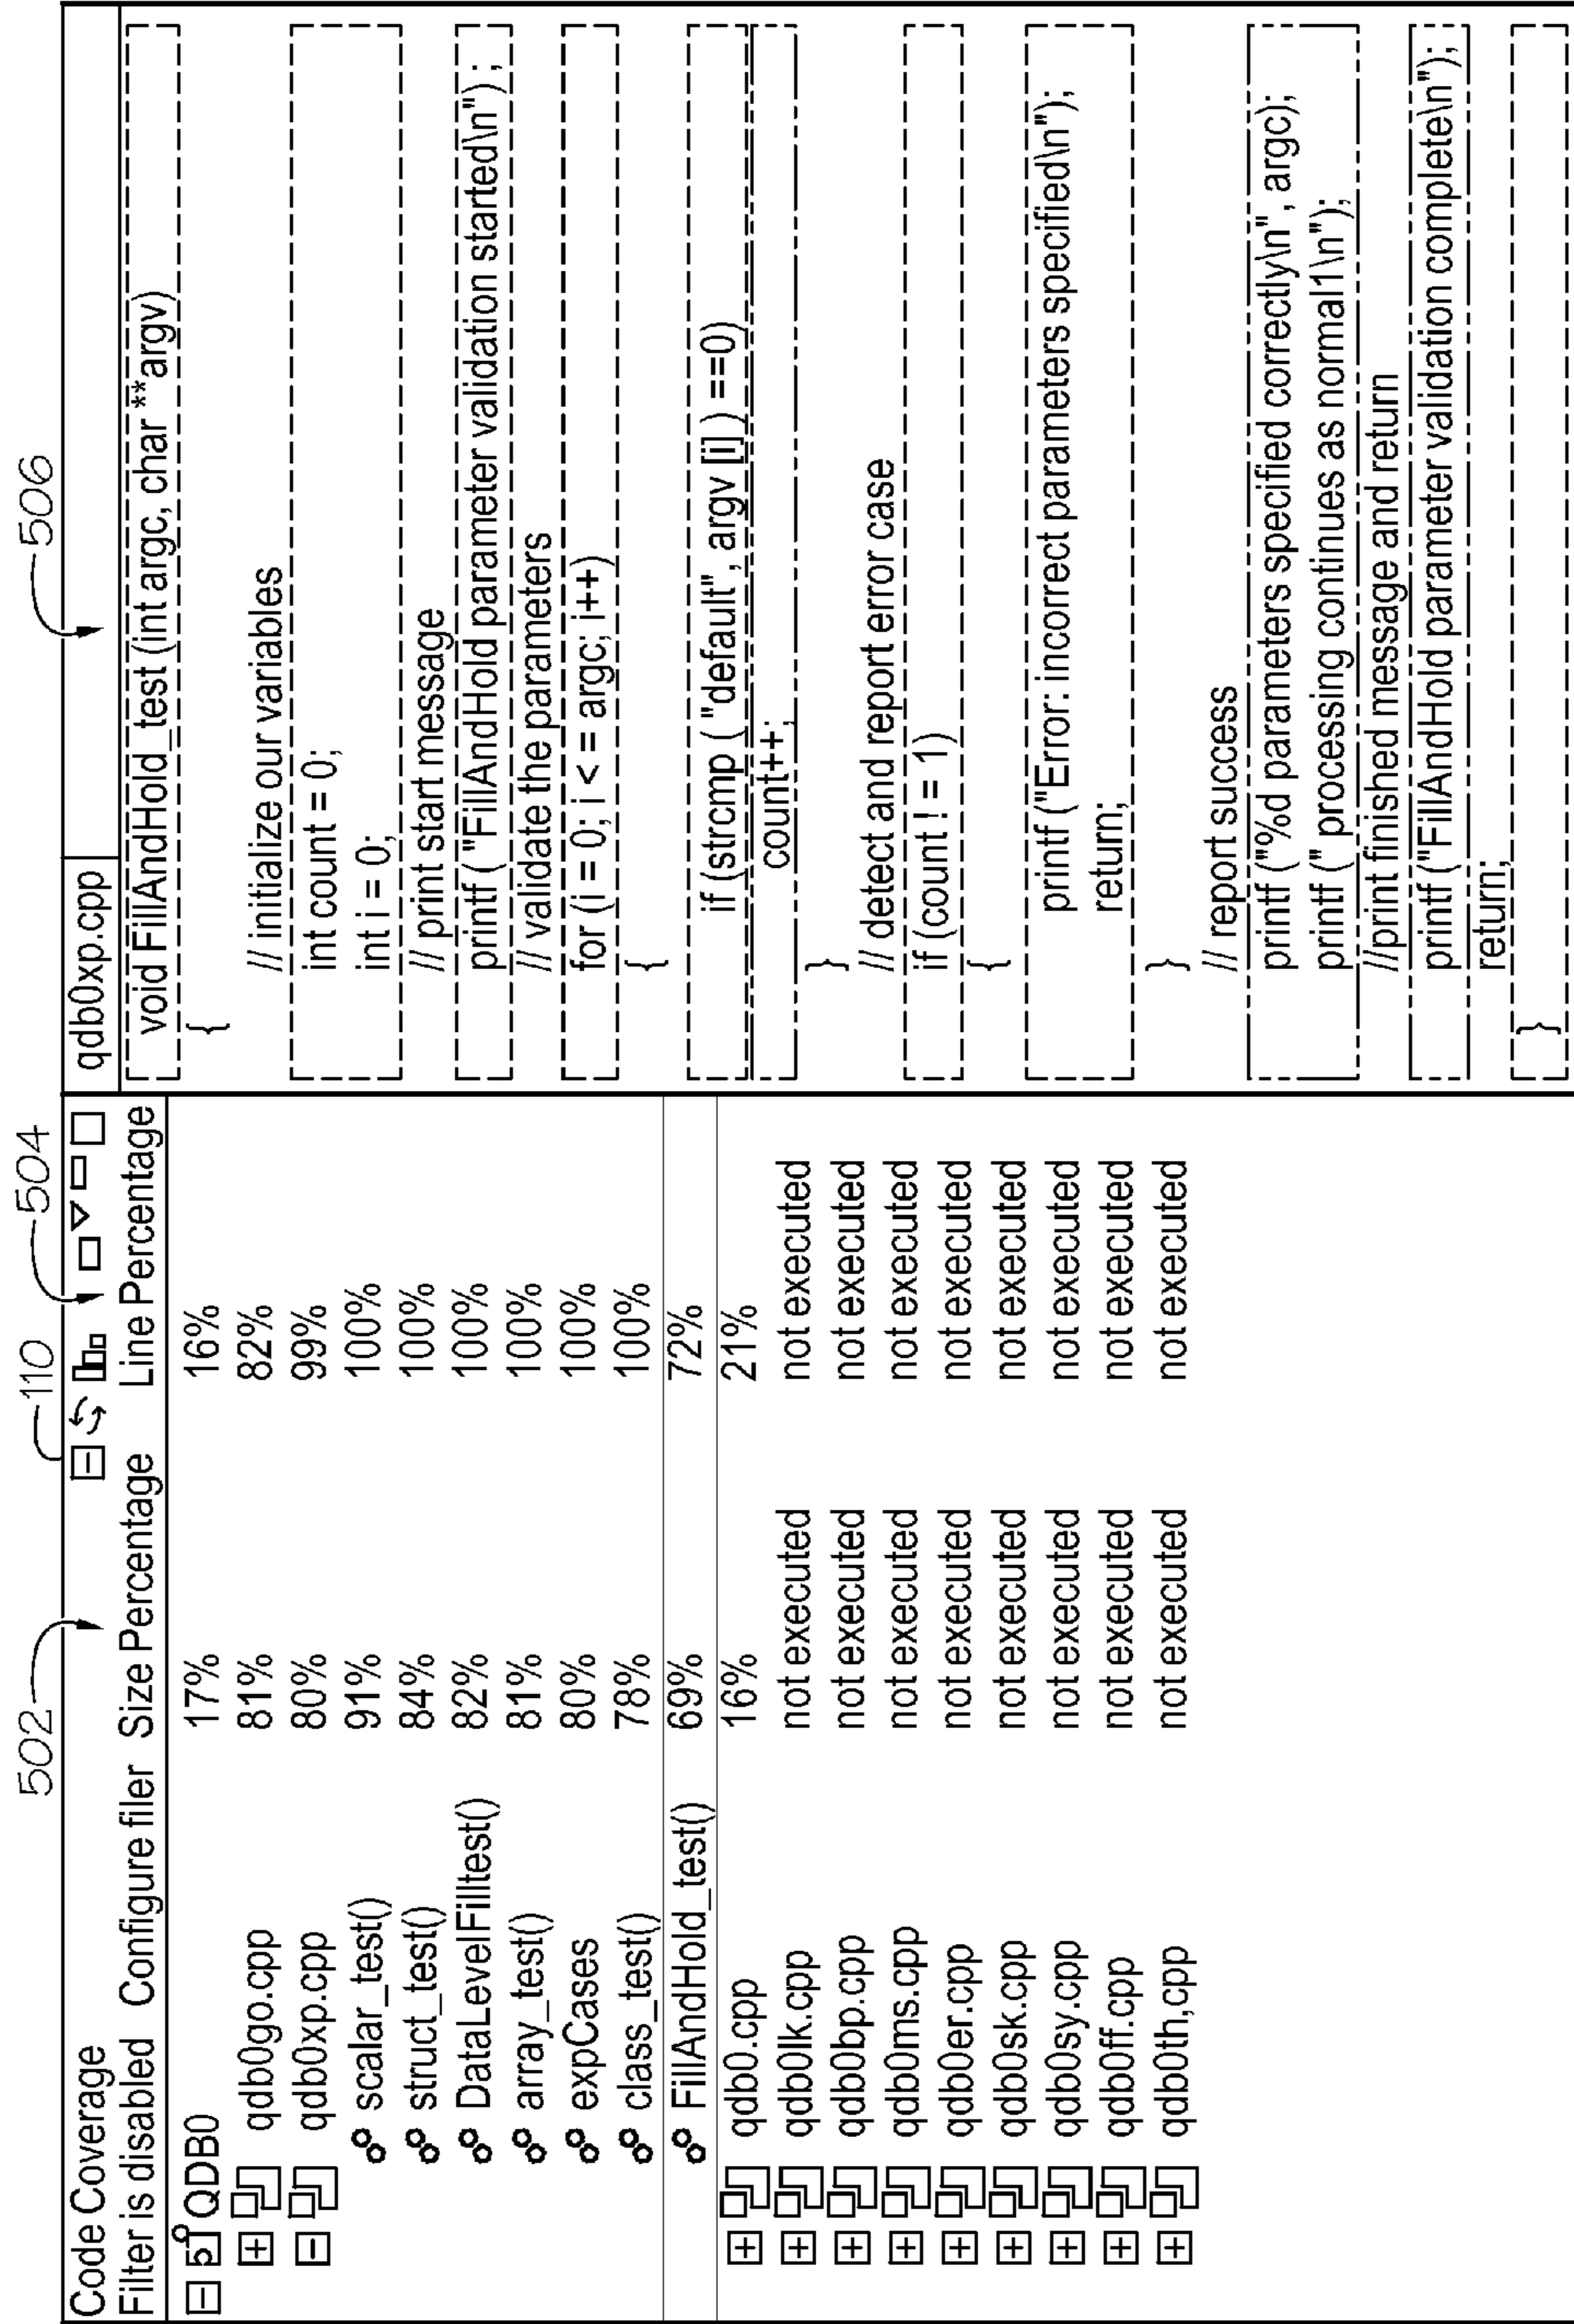 502
110
504
506
Code Coverage
Filter is disabled Configure filer Size Percentage Line Percentage
QDB0 17% 16%
qdb0go.cpp 81% 82%
qdb0xp.cpp 80% 99%
scalar_test() 91% 100%
struct_test() 84% 100%
DataLevelFilltest() 82% 100%
array_test() 81% 100%
expCases 80% 100%
class_test() 78% 100%
FillAndHold_test() 69% 72%
qdb0.cpp 16% 21%
qdb0lk.cpp not executed not executed
qdb0bp.cpp not executed not executed
qdb0ms.cpp not executed not executed
qdb0er.cpp not executed not executed
qdb0sk.cpp not executed not executed
qdb0sy.cpp not executed not executed
qdb0ff.cpp not executed not executed
qdb0th,cpp not executed not executed
qdb0xp.cpp
void FillAndHold_test (int argc, char **argv)
{
// initialize our variables
int count = 0;
int i = 0;
// print start message
printf ("FillAndHold parameter validation started\n") ;
// validate the parameters
for (i = 0; i < = argc; i++)
{
if (strcmp ("default", argv [i] ) ==0)
count++;
}
// detect and report error case
if (count ! = 1)
{
printf ("Error: incorrect parameters specified\n");
return;
}
// report success
printf ("%d parameters specified correctly\n", argc);
printf (" processing continues as normal1\n");
//print finished message and return
printf ("FillAndHold parameter validation complete\n");
return;
}